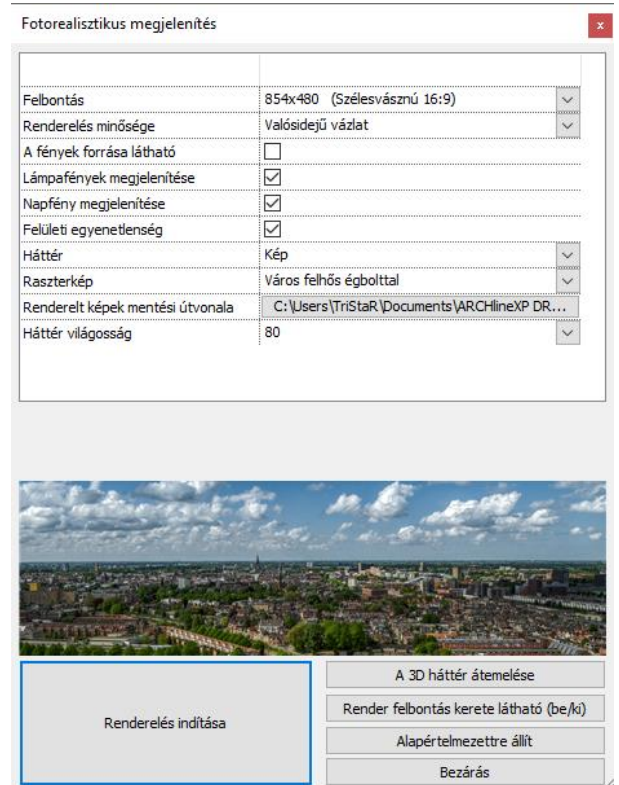 Fotorealisztikus megjelenítés
x
Felbontás 854x480 (Szélesvásznú 16:9)
Renderelés minősége Valósidejű vázlat
A fények forrása látható
Lámpafények megjelenítése
Napfény megjelenítése
Felületi egyenetlenség
Háttér Kép
Raszterkép Város felhős égbolttal
Renderelt képek mentési útvonala C:\Users\TriStaR\Documents\ARCHlineXP DR...
Háttér világosság 80
Renderelés indítása
A 3D háttér átemelése
Render felbontás kerete látható (be/ki)
Alapértelmezettre állít
Bezárás